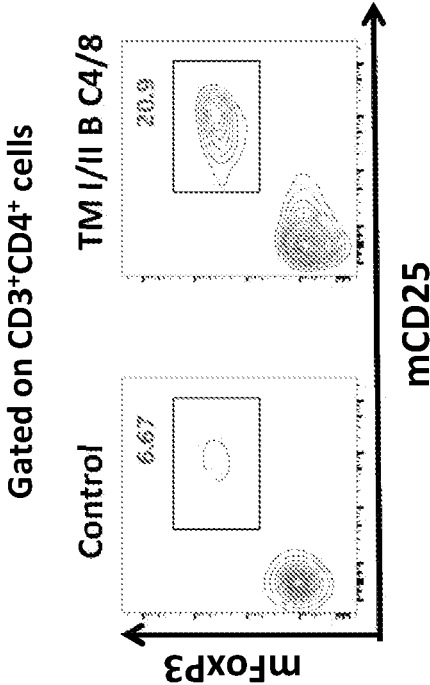 Gated on CD3⁺CD4⁺ cells
Control
TM I/II B C4/8
6.67
20.9
mFoxP3
mCD25